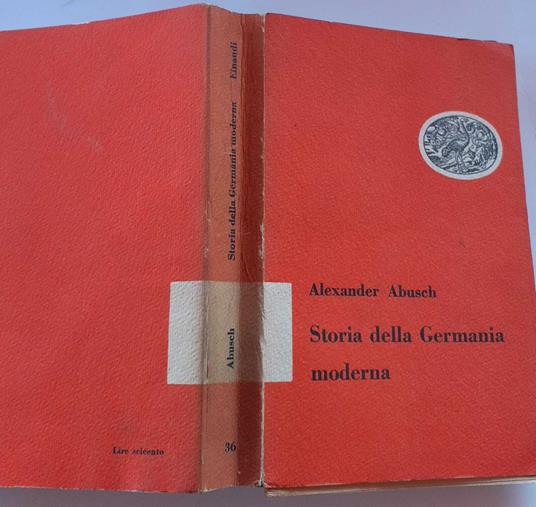 Alexander Abusch
Storia della Germania
moderna
Abusch Storia della Germania moderna Einaudi
36
Lire seicento